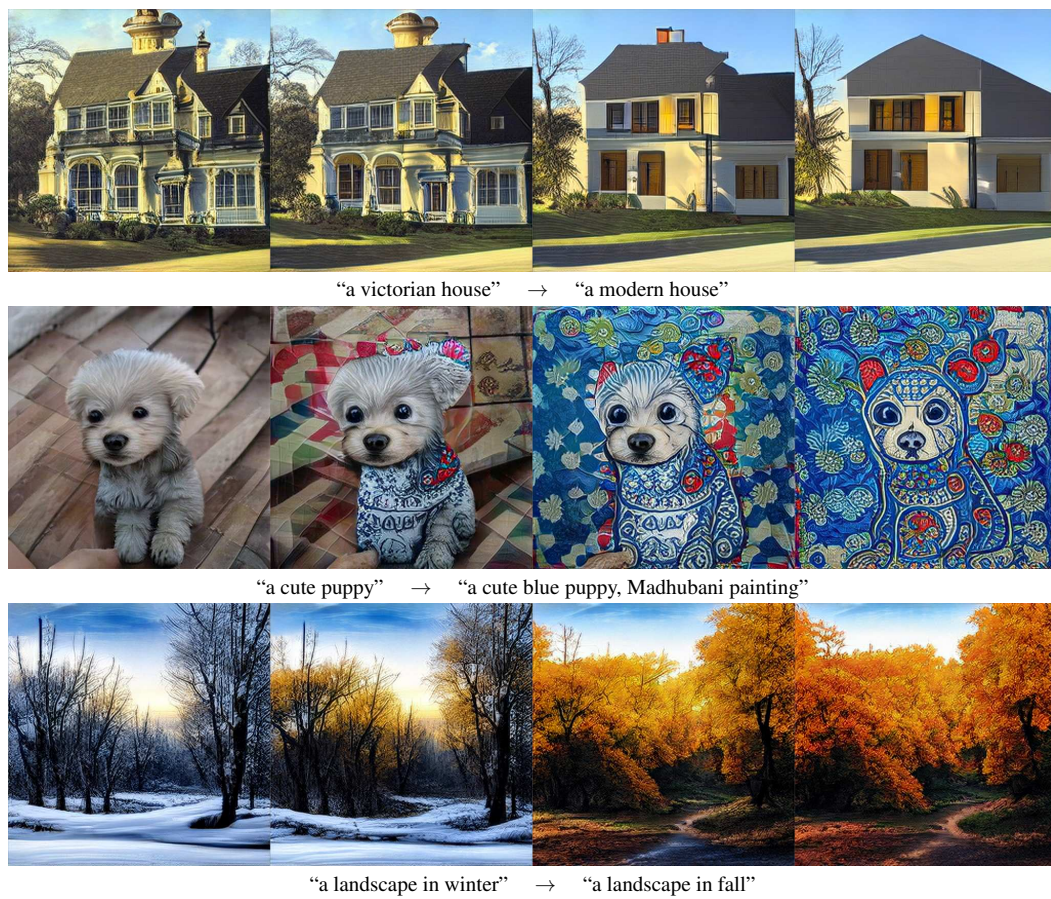 “a victorian house” → “a modern house”
“a cute puppy” → “a cute blue puppy, Madhubani painting”
“a landscape in winter” → “a landscape in fall”